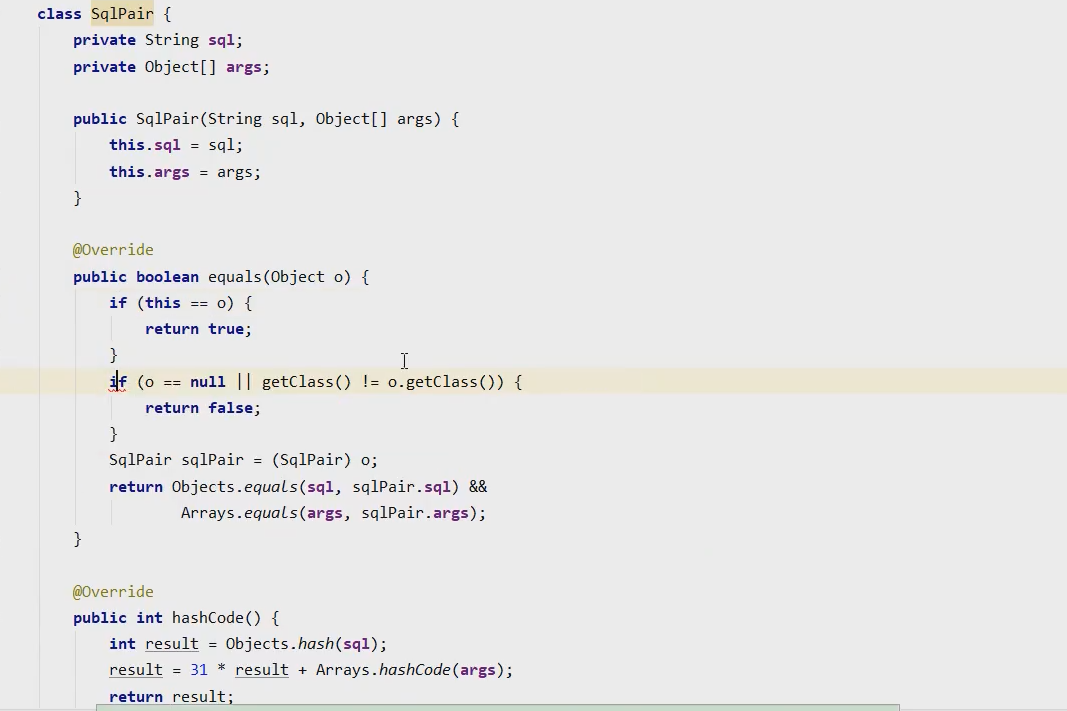 class SqlPair {
private String sql;
private Object[] args;
public SqlPair(String sql, Object[] args) {
this.sql = sql;
this.args = args;
}
@Override
public boolean equals(Object o) {
if (this == o) {
return true;
}
if (o == null || getClass() != o.getClass()) {
return false;
}
SqlPair sqlPair = (SqlPair) o;
return Objects.equals(sql, sqlPair.sql) &&
Arrays.equals(args, sqlPair.args);
}
@Override
public int hashCode() {
int result = Objects.hash(sql);
result = 31 * result + Arrays.hashCode(args);
return result;